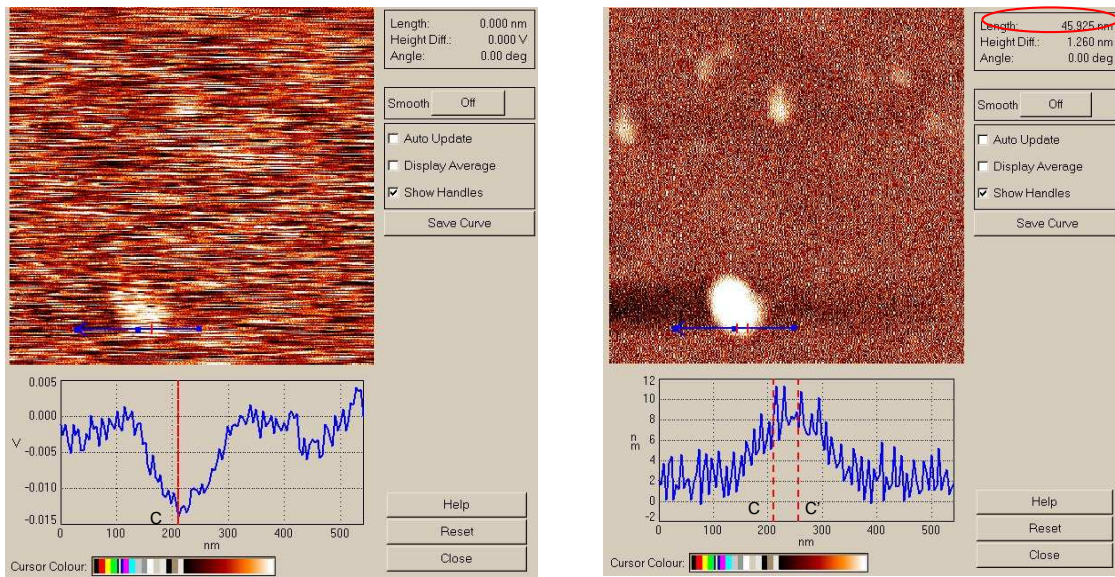 Length: 0.000 nm
Height Diff.: 0.000 V
Angle: 0.00 deg
Smooth Off
Auto Update
Display Average
Show Handles
Save Curve
0.005
0.000
V
-0.005
-0.010
-0.015
C
0 100 200 300 400 500
nm
Help
Reset
Close
Cursor Colour:
Length: 45.925 nm
Height Diff.: 1.260 nm
Angle: 0.00 deg
Smooth Off
Auto Update
Display Average
Show Handles
Save Curve
12
10
8
nm
6
4
2
0
-2
C C'
0 100 200 300 400 500
nm
Help
Reset
Close
Cursor Colour: